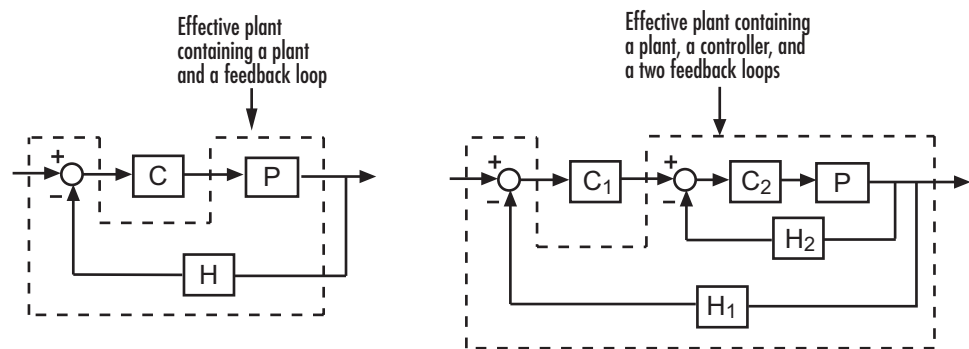 Effective plant
containing a plant
and a feedback loop
+
−
C
P
H
Effective plant containing
a plant, a controller, and
a two feedback loops
+
−
C1
+
−
C2
P
H2
H1